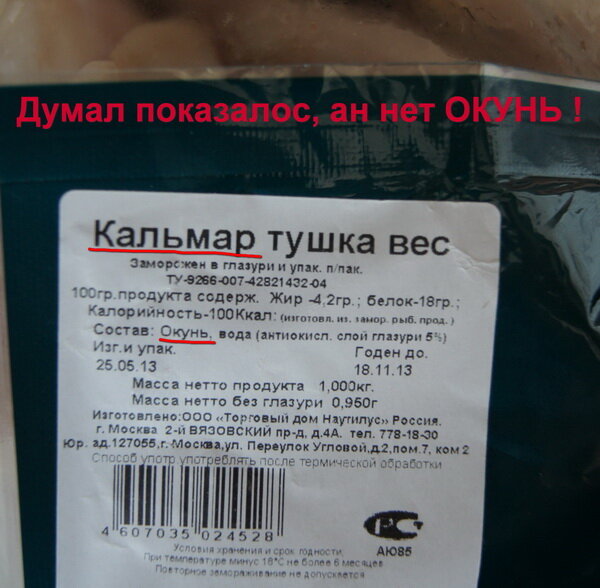 Думал показалос, ан нет ОКУНЬ !
Кальмар тушка вес
Заморожен в глазури и упак. п/пак.
ТУ-9266-007-42821432-04
100гр.продукта содерж. Жир -4,2гр.; белок-18гр.;
Калорийность-100Ккал: (изготовл. из. замор. рыб. прод. )
Состав: Окунь, вода (антиокисл. слой глазури 5%)
Изг.и упак. Годен до.
25.05.13 18.11.13
Масса нетто продукта 1,000кг.
Масса нетто без глазури 0,950г
Изготовлено:ООО «Торговый дом Наутилус» Россия.
г. Москва 2-й ВЯЗОВСКИЙ пр-д, д.4А. тел. 778-18-30
Юр. ад.127055,г. Москва,ул. Переулок Угловой,д.2,пом.7, ком 2
Способ употр употреблять после термической обработки
4 607035 024528
РСТ
АЮ85
Условия хранения и срок годности
При температуре минус 18°С не более 6 месяцев
Повторное замораживание не допускается